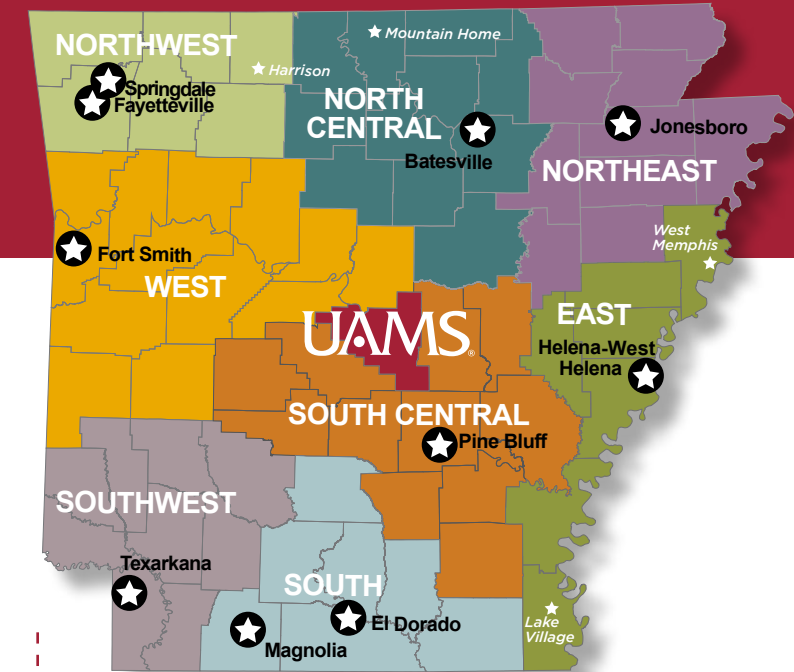 NORTHWEST
Mountain Home
Harrison
Springdale
Fayetteville
NORTH
CENTRAL
Batesville
Jonesboro
NORTHEAST
West
Memphis
Fort Smith
WEST
UAMS®
EAST
Helena-West
Helena
SOUTH CENTRAL
Pine Bluff
SOUTHWEST
Texarkana
SOUTH
El Dorado
Magnolia
Lake
Village